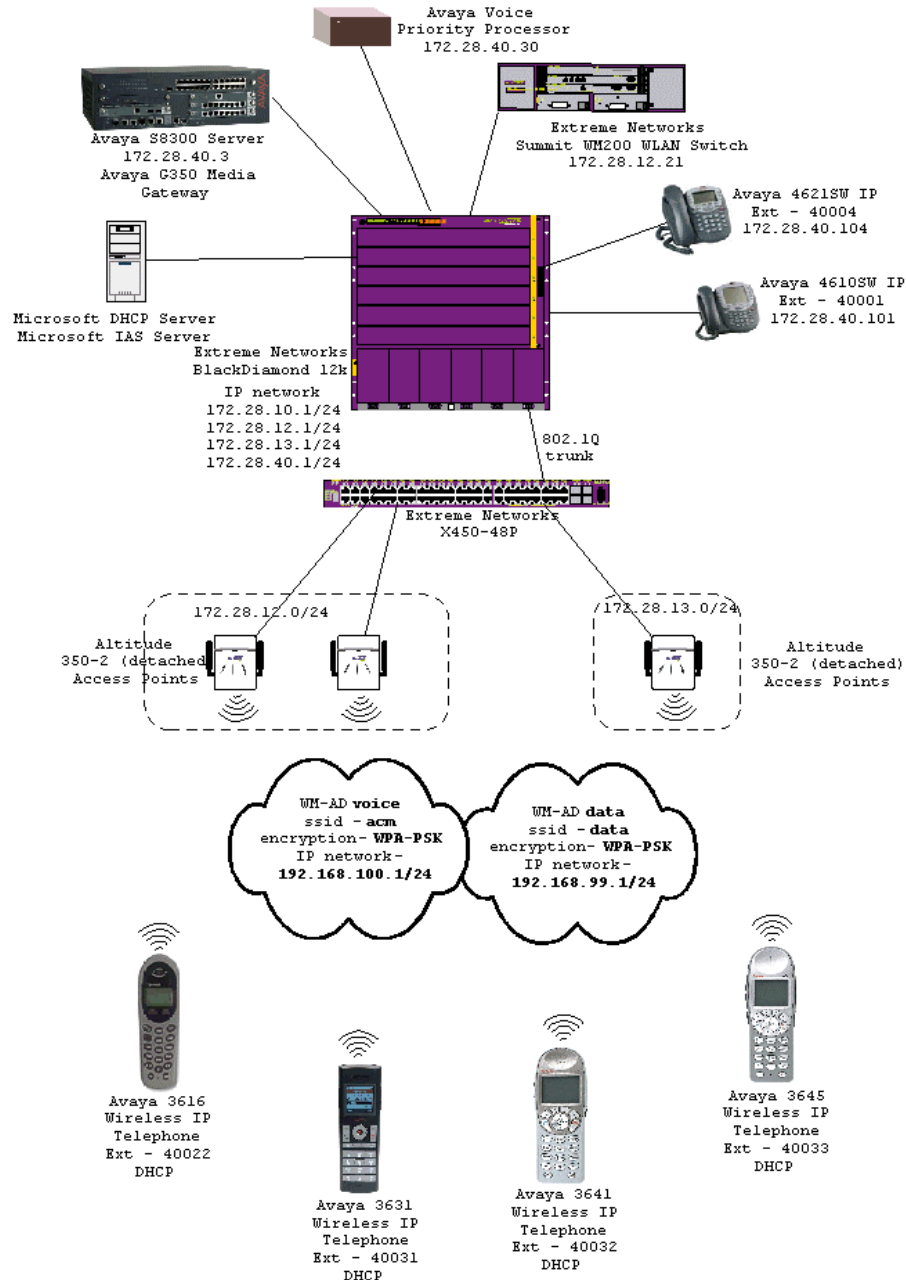 Avaya Voice
Priority Processor
172.28.40.30
Avaya S8300 Server
172.28.40.3
Avaya G350 Media
Gateway
Extreme Networks
Summit WM200 WLAN Switch
172.28.12.21
Avaya 4621SW IP
Ext - 40004
172.28.40.104
Avaya 4610SW IP
Ext - 40001
172.28.40.101
Microsoft DHCP Server
Microsoft IAS Server
Extreme Networks
BlackDiamond 12k
IP network
172.28.10.1/24
172.28.12.1/24
172.28.13.1/24
172.28.40.1/24
802.1Q
trunk
Extreme Networks
X450-48P
172.28.12.0/24
172.28.13.0/24
Altitude
350-2 (detached)
Access Points
Altitude
350-2 (detached)
Access Points
WM-AD voice
ssid - acm
encryption- WPA-PSK
IP network-
192.168.100.1/24
WM-AD data
ssid - data
encryption- WPA-PSK
IP network-
192.168.99.1/24
Avaya 3616
Wireless IP
Telephone
Ext - 40022
DHCP
Avaya 3631
Wireless IP
Telephone
Ext - 40031
DHCP
Avaya 3641
Wireless IP
Telephone
Ext - 40032
DHCP
Avaya 3645
Wireless IP
Telephone
Ext - 40033
DHCP